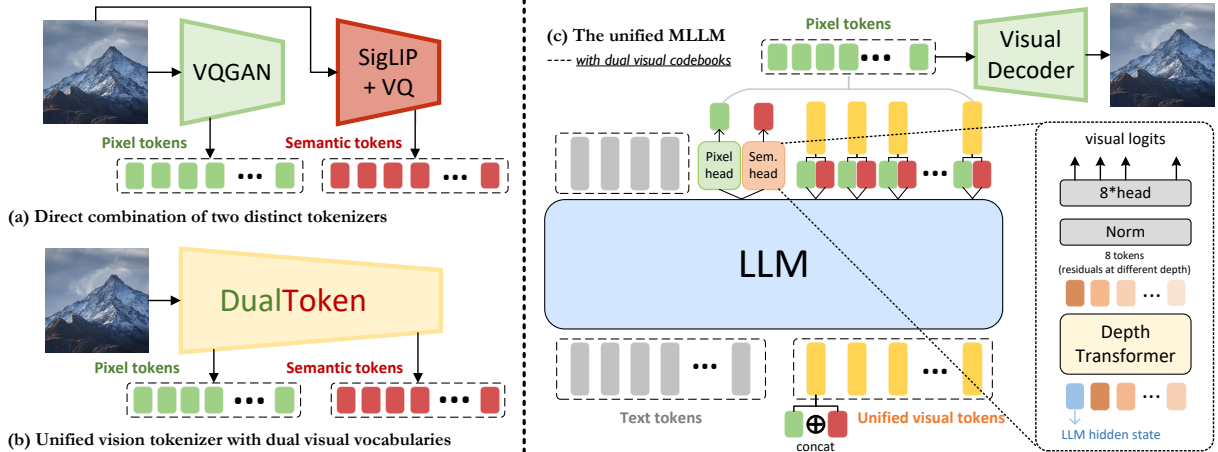 VQGAN
SigLIP
+ VQ
Pixel tokens
Semantic tokens
(a) Direct combination of two distinct tokenizers
DualToken
Pixel tokens
Semantic tokens
(b) Unified vision tokenizer with dual visual vocabularies
(c) The unified MLLM
with dual visual codebooks
Pixel tokens
Visual
Decoder
Pixel
head
Sem.
head
LLM
Text tokens
Unified visual tokens
concat
visual logits
8*head
Norm
8 tokens
(residuals at different depth)
Depth
Transformer
LLM hidden state